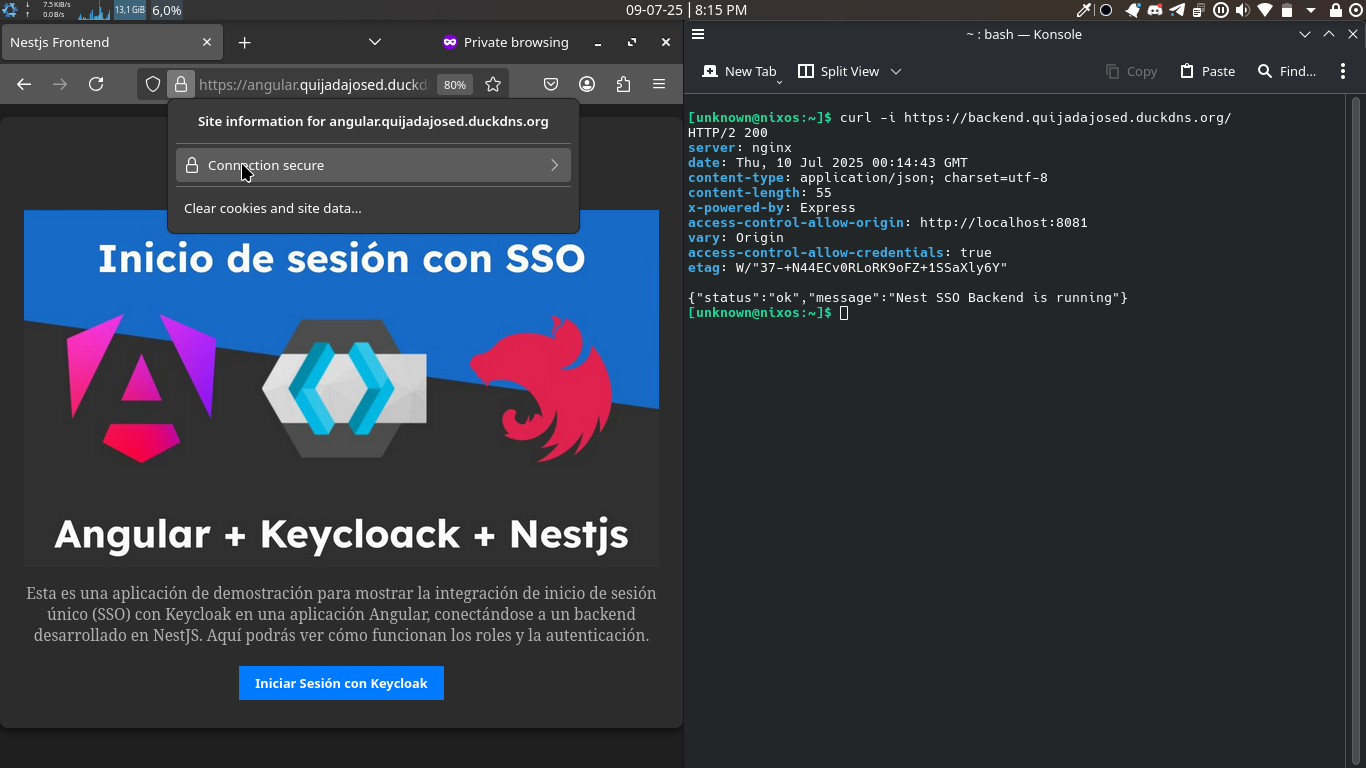 7.5 KiB/s
0.0 B/s
13,1 GiB
6,0%
09-07-25 | 8:15 PM
Nestjs Frontend
Private browsing
https://angular.quijadajosed.duckd
80%
Site information for angular.quijadajosed.duckdns.org
Connection secure
Clear cookies and site data...
Inicio de sesión con SSO
Angular + Keycloack + Nestjs
Esta es una aplicación de demostración para mostrar la integración de inicio de sesión
único (SSO) con Keycloak en una aplicación Angular, conectándose a un backend
desarrollado en NestJS. Aquí podrás ver cómo funcionan los roles y la autenticación.
Iniciar Sesión con Keycloak
~ : bash — Konsole
New Tab
Split View
Copy
Paste
Find...
[unknown@nixos:~]$ curl -i https://backend.quijadajosed.duckdns.org/
HTTP/2 200
server: nginx
date: Thu, 10 Jul 2025 00:14:43 GMT
content-type: application/json; charset=utf-8
content-length: 55
x-powered-by: Express
access-control-allow-origin: http://localhost:8081
vary: Origin
access-control-allow-credentials: true
etag: W/"37-+N44ECv0RLoRK9oFZ+1SSaXly6Y"
{"status":"ok","message":"Nest SSO Backend is running"}
[unknown@nixos:~]$